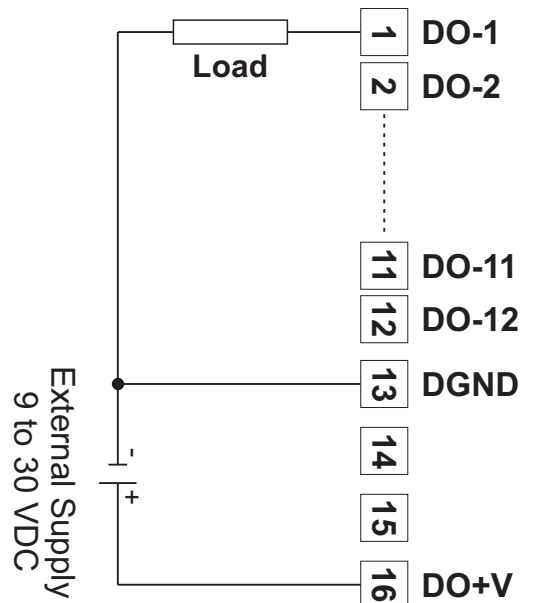 1 DO-1
Load
2 DO-2
11 DO-11
12 DO-12
13 DGND
14
-
+
15
16 DO+V
External Supply
9 to 30 VDC